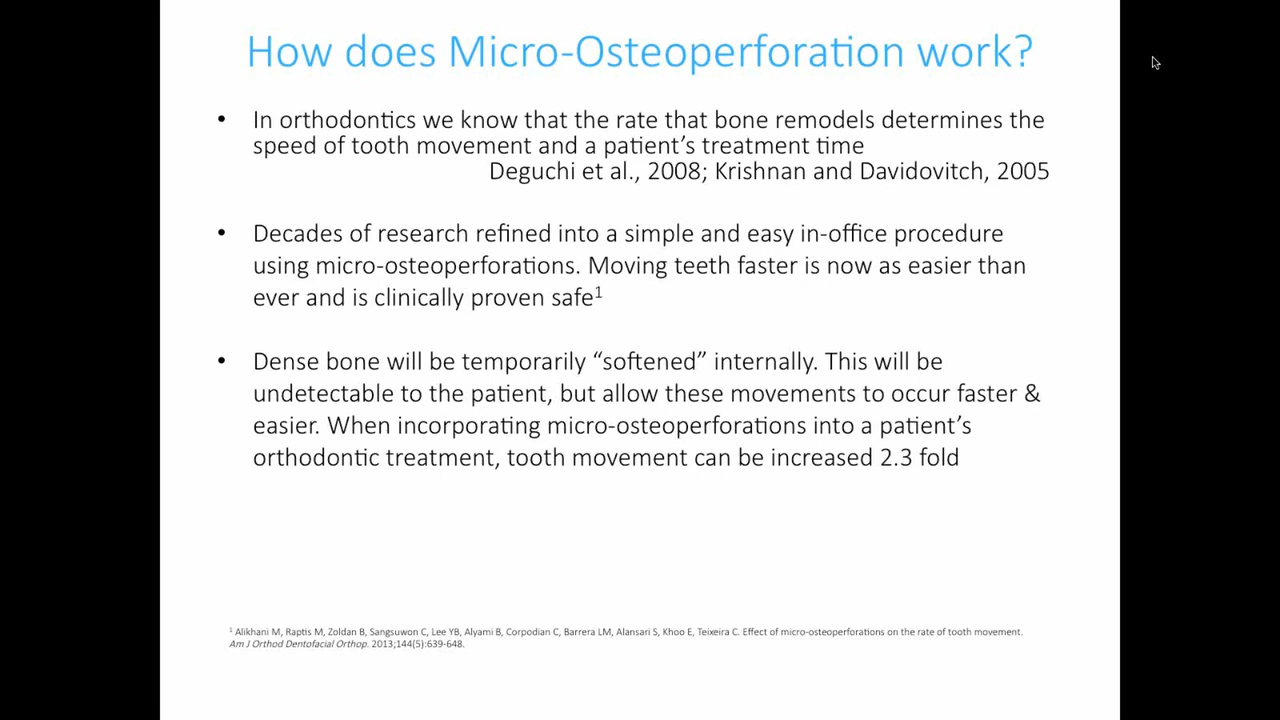 How does Micro-Osteoperforation work?
• In orthodontics we know that the rate that bone remodels determines the
speed of tooth movement and a patient’s treatment time
Deguchi et al., 2008; Krishnan and Davidovitch, 2005
• Decades of research refined into a simple and easy in-office procedure
using micro-osteoperforations. Moving teeth faster is now as easier than
ever and is clinically proven safe¹
• Dense bone will be temporarily “softened” internally. This will be
undetectable to the patient, but allow these movements to occur faster &
easier. When incorporating micro-osteoperforations into a patient’s
orthodontic treatment, tooth movement can be increased 2.3 fold
¹ Alikhani M, Raptis M, Zoldan B, Sangsuwon C, Lee YB, Alyami B, Corpodian C, Barrera LM, Alansari S, Khoo E, Teixeira C. Effect of micro-osteoperforations on the rate of tooth movement.
Am J Orthod Dentofacial Orthop. 2013;144(5):639-648.